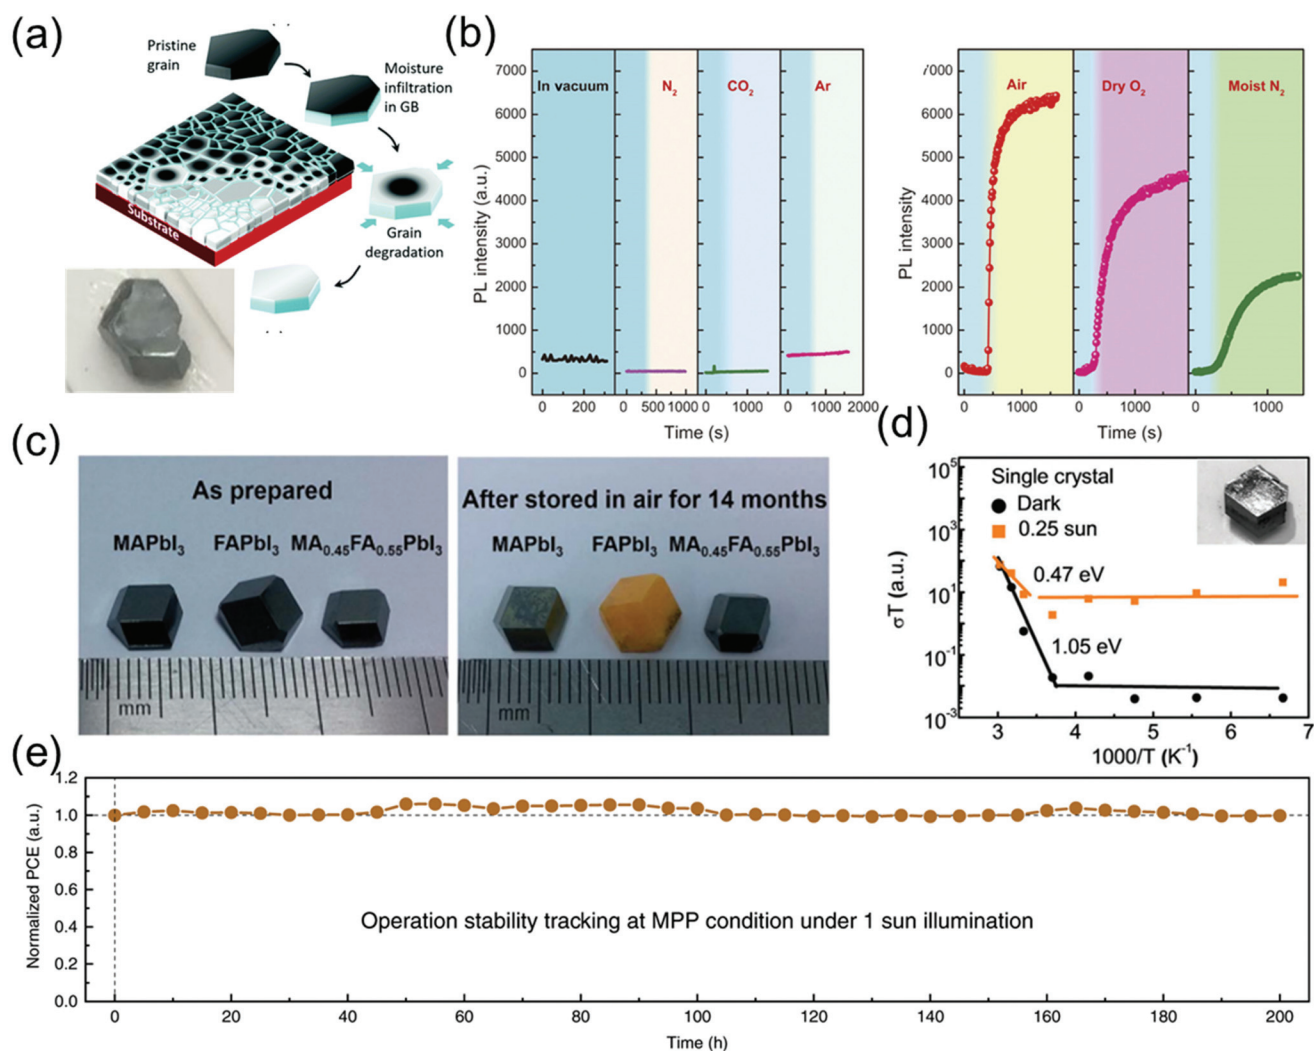 (a)
Pristine
grain
Moisture
infiltration
in GB
Grain
degradation
Substrate
(b)
7000
6000
5000
4000
3000
2000
1000
0
PL intensity (a.u.)
In vacuum
N₂
CO₂
Ar
0 200
0 500 1000
0 1000
0 1000 2000
Time (s)
7000
6000
5000
4000
3000
2000
1000
0
PL intensity
Air
Dry O₂
Moist N₂
0 1000
0 1000
0 1000
Time (s)
(c)
As prepared
MAPbI₃ FAPbI₃ MA₀.₄₅FA₀.₅₅PbI₃
mm
After stored in air for 14 months
MAPbI₃ FAPbI₃ MA₀.₄₅FA₀.₅₅PbI₃
mm
(d)
10⁵
10³
10¹
10⁻¹
10⁻³
σT (a.u.)
Single crystal
Dark
0.25 sun
0.47 eV
1.05 eV
3 4 5 6 7
1000/T (K⁻¹)
(e)
1.2
1.0
0.8
0.6
0.4
0.2
0.0
Normalized PCE (a.u.)
Operation stability tracking at MPP condition under 1 sun illumination
0 20 40 60 80 100 120 140 160 180 200
Time (h)